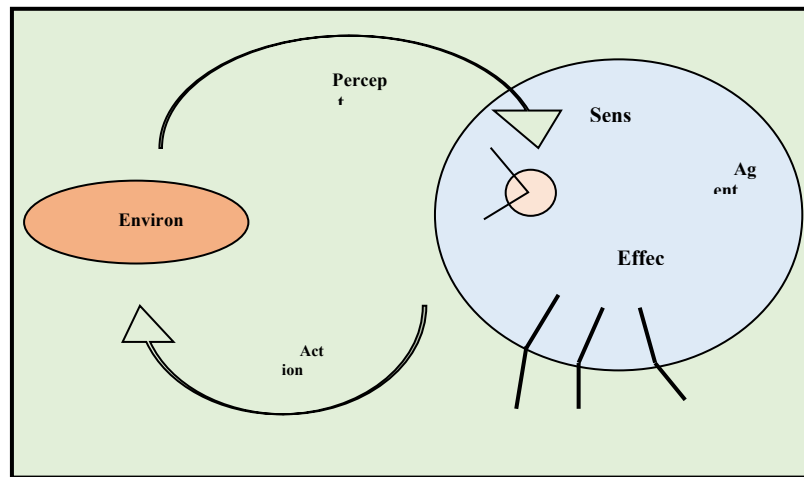 Percep
t
Sens
Ag
ent
Environ
Effec
Act
ion